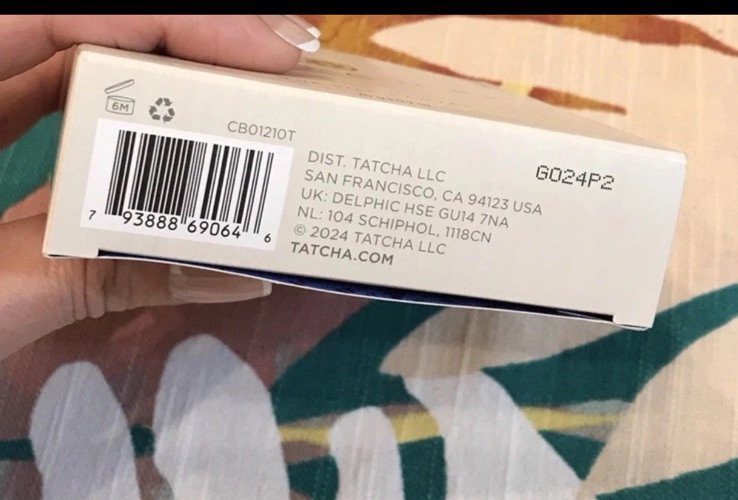 6M
CB01210T
7 93888 69064 6
DIST. TATCHA LLC
SAN FRANCISCO, CA 94123 USA
UK: DELPHIC HSE GU14 7NA
NL: 104 SCHIPHOL, 1118CN
© 2024 TATCHA LLC
TATCHA.COM
G024P2